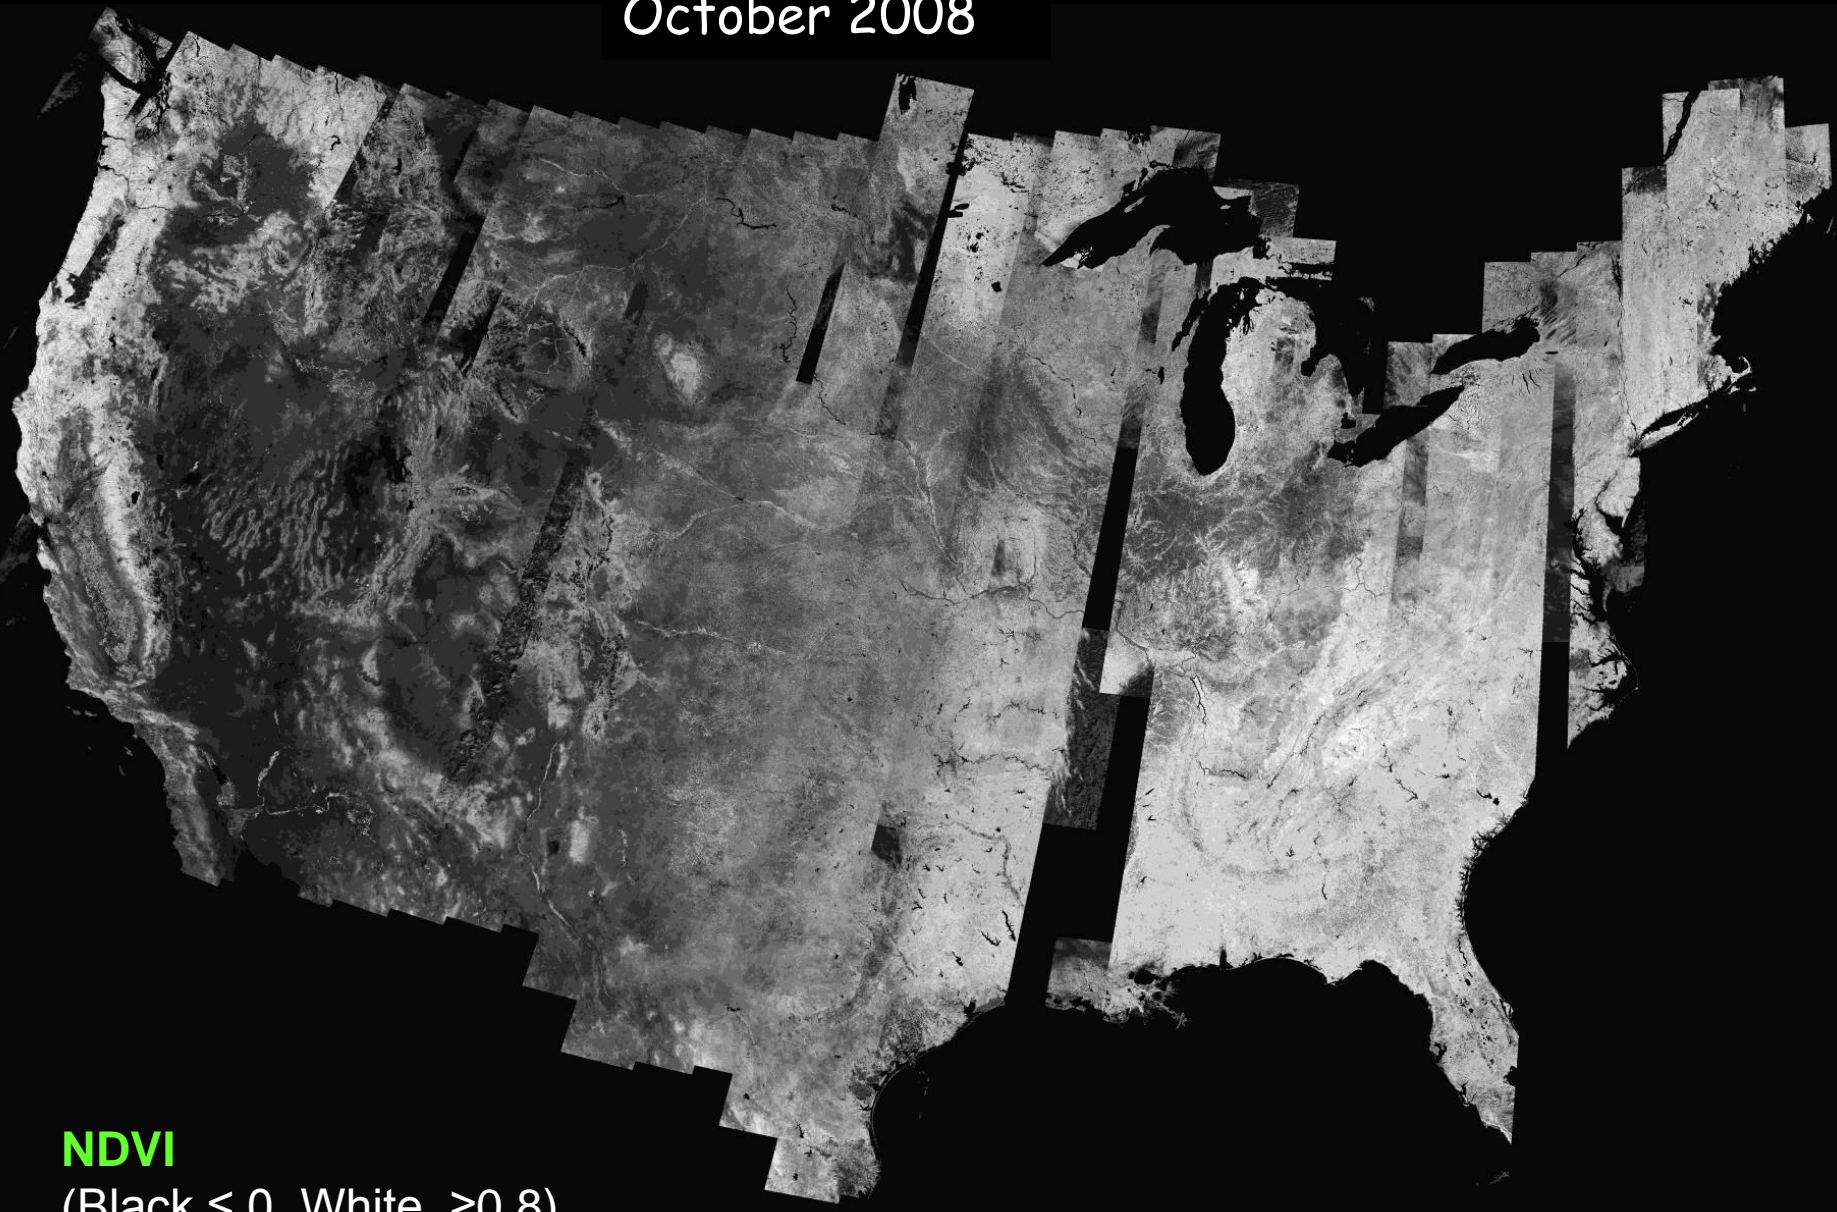 October 2008
NDVI
(Black ≤ 0, White ≥0.8)